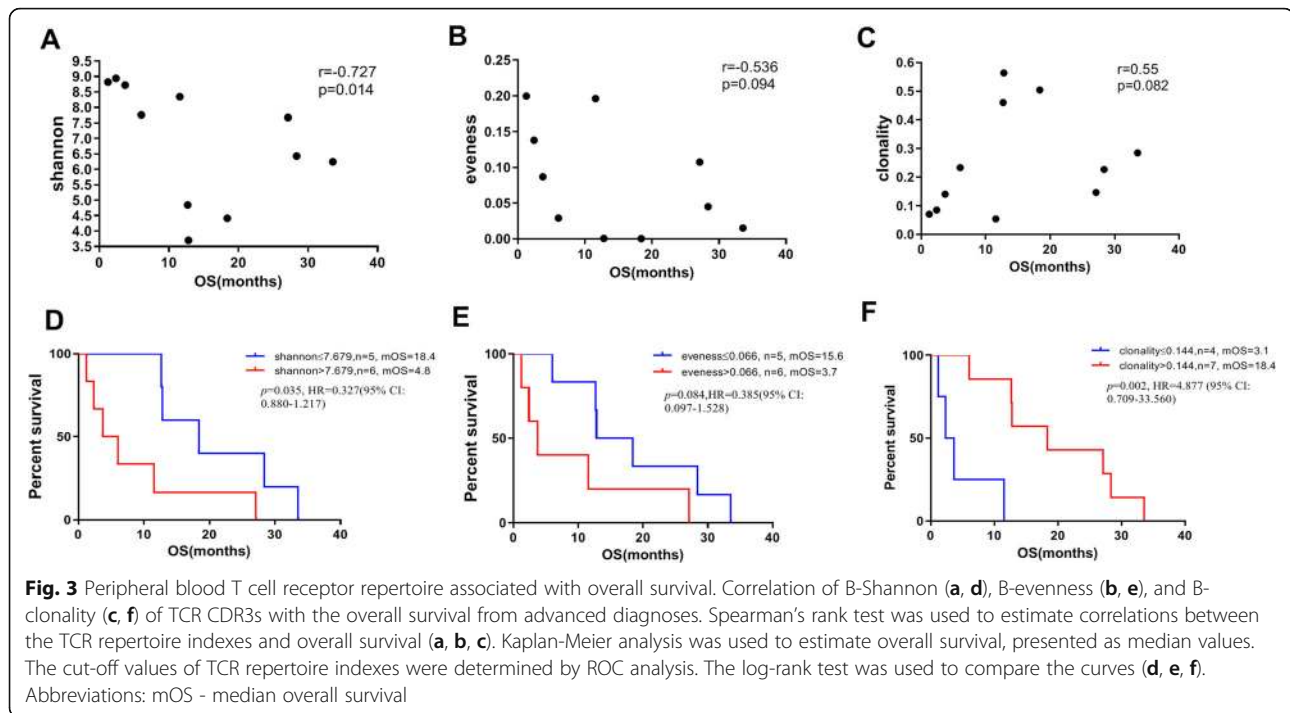 A
r=-0.727
p=0.014
9.5
9.0
8.5
8.0
7.5
7.0
6.5
6.0
5.5
5.0
4.5
4.0
3.5
shannon
0 10 20 30 40
OS(months)
B
r=-0.536
p=0.094
0.25
0.20
0.15
0.10
0.05
0.00
eveness
0 10 20 30 40
OS(months)
C
r=0.55
p=0.082
0.6
0.5
0.4
0.3
0.2
0.1
0.0
clonality
0 10 20 30 40
OS(months)
D
shannon≤7.679,n=5, mOS=18.4
shannon>7.679,n=6, mOS=4.8
p=0.035, HR=0.327(95% CI:
0.880-1.217)
100
50
0
Percent survival
0 10 20 30 40
OS(months)
E
eveness≤0.066, n=5, mOS=15.6
eveness>0.066, n=6, mOS=3.7
p=0.084,HR=0.385(95% CI:
0.097-1.528)
100
50
0
Percent survival
0 10 20 30 40
OS(months)
F
clonality≤0.144,n=4, mOS=3.1
clonality>0.144,n=7, mOS=18.4
p=0.002, HR=4.877 (95% CI:
0.709-33.560)
100
50
0
Percent survival
0 10 20 30 40
OS(months)
Fig. 3 Peripheral blood T cell receptor repertoire associated with overall survival. Correlation of B-Shannon (a, d), B-evenness (b, e), and B-
clonality (c, f) of TCR CDR3s with the overall survival from advanced diagnoses. Spearman's rank test was used to estimate correlations between
the TCR repertoire indexes and overall survival (a, b, c). Kaplan-Meier analysis was used to estimate overall survival, presented as median values.
The cut-off values of TCR repertoire indexes were determined by ROC analysis. The log-rank test was used to compare the curves (d, e, f).
Abbreviations: mOS - median overall survival